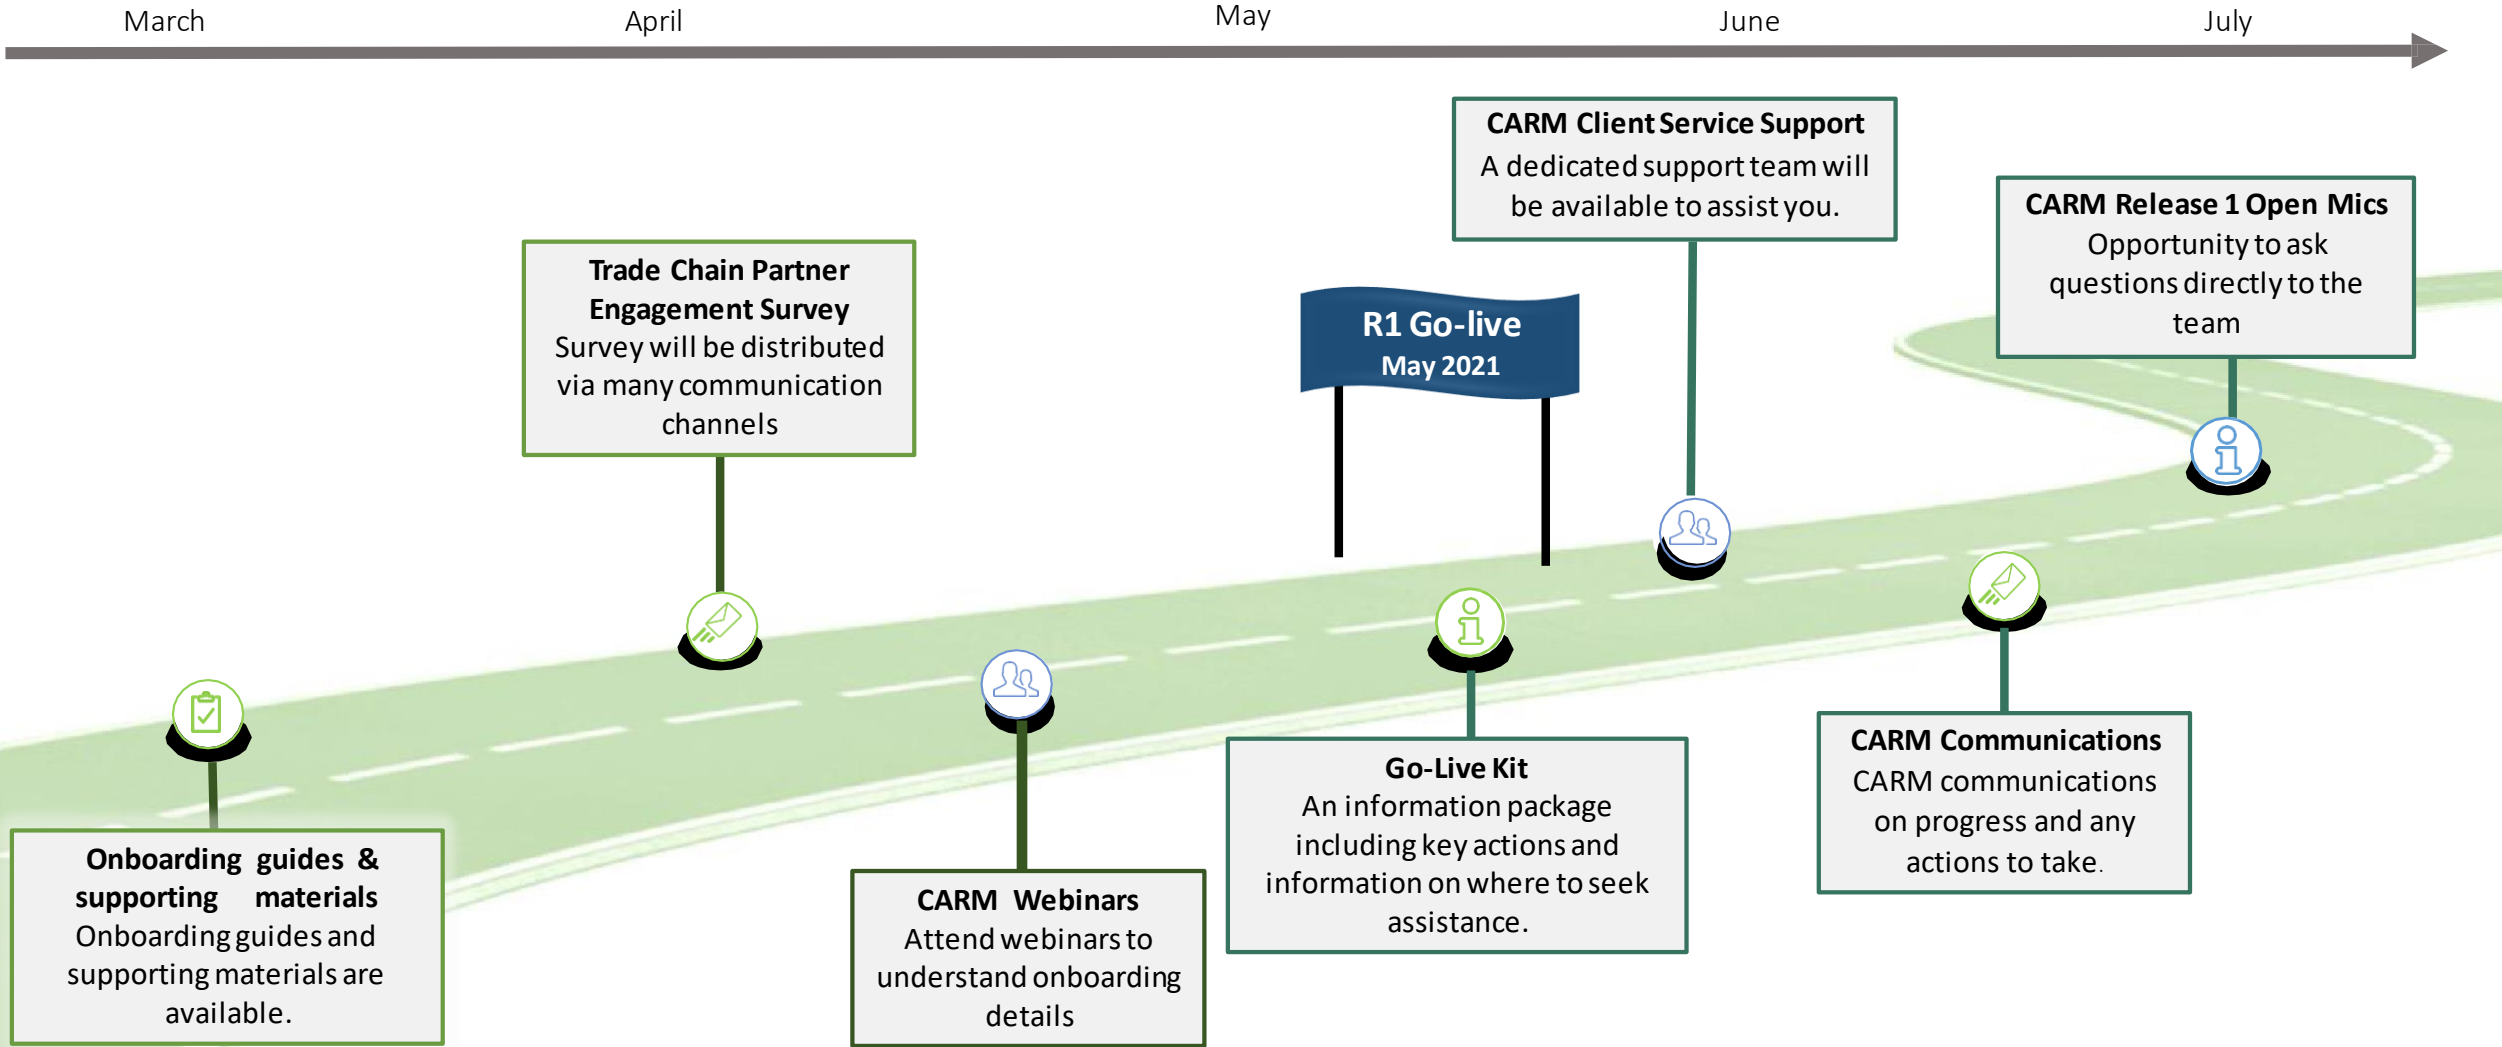 March
April
May
June
July
CARM Client Service Support
A dedicated support team will
be available to assist you.
CARM Release 1 Open Mics
Opportunity to ask
questions directly to the
team
Trade Chain Partner
Engagement Survey
Survey will be distributed
via many communication
channels
R1 Go-live
May 2021
Onboarding guides &
supporting materials
Onboarding guides and
supporting materials are
available.
CARM Webinars
Attend webinars to
understand onboarding
details
Go-Live Kit
An information package
including key actions and
information on where to seek
assistance.
CARM Communications
CARM communications
on progress and any
actions to take.